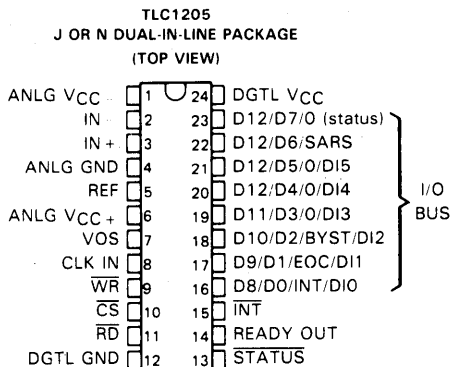 TLC1205
J OR N DUAL-IN-LINE PACKAGE
(TOP VIEW)
ANLG VCC - 1 24 DGTL VCC
IN - 2 23 D12/D7/0 (status)
IN + 3 22 D12/D6/SARS
ANLG GND 4 21 D12/D5/0/DI5
REF 5 20 D12/D4/0/DI4
ANLG VCC + 6 19 D11/D3/0/DI3
VOS 7 18 D10/D2/BYST/DI2
CLK IN 8 17 D9/D1/EOC/DI1
WR 9 16 D8/D0/INT/DI0
CS 10 15 INT
RD 11 14 READY OUT
DGTL GND 12 13 STATUS
I/O
BUS